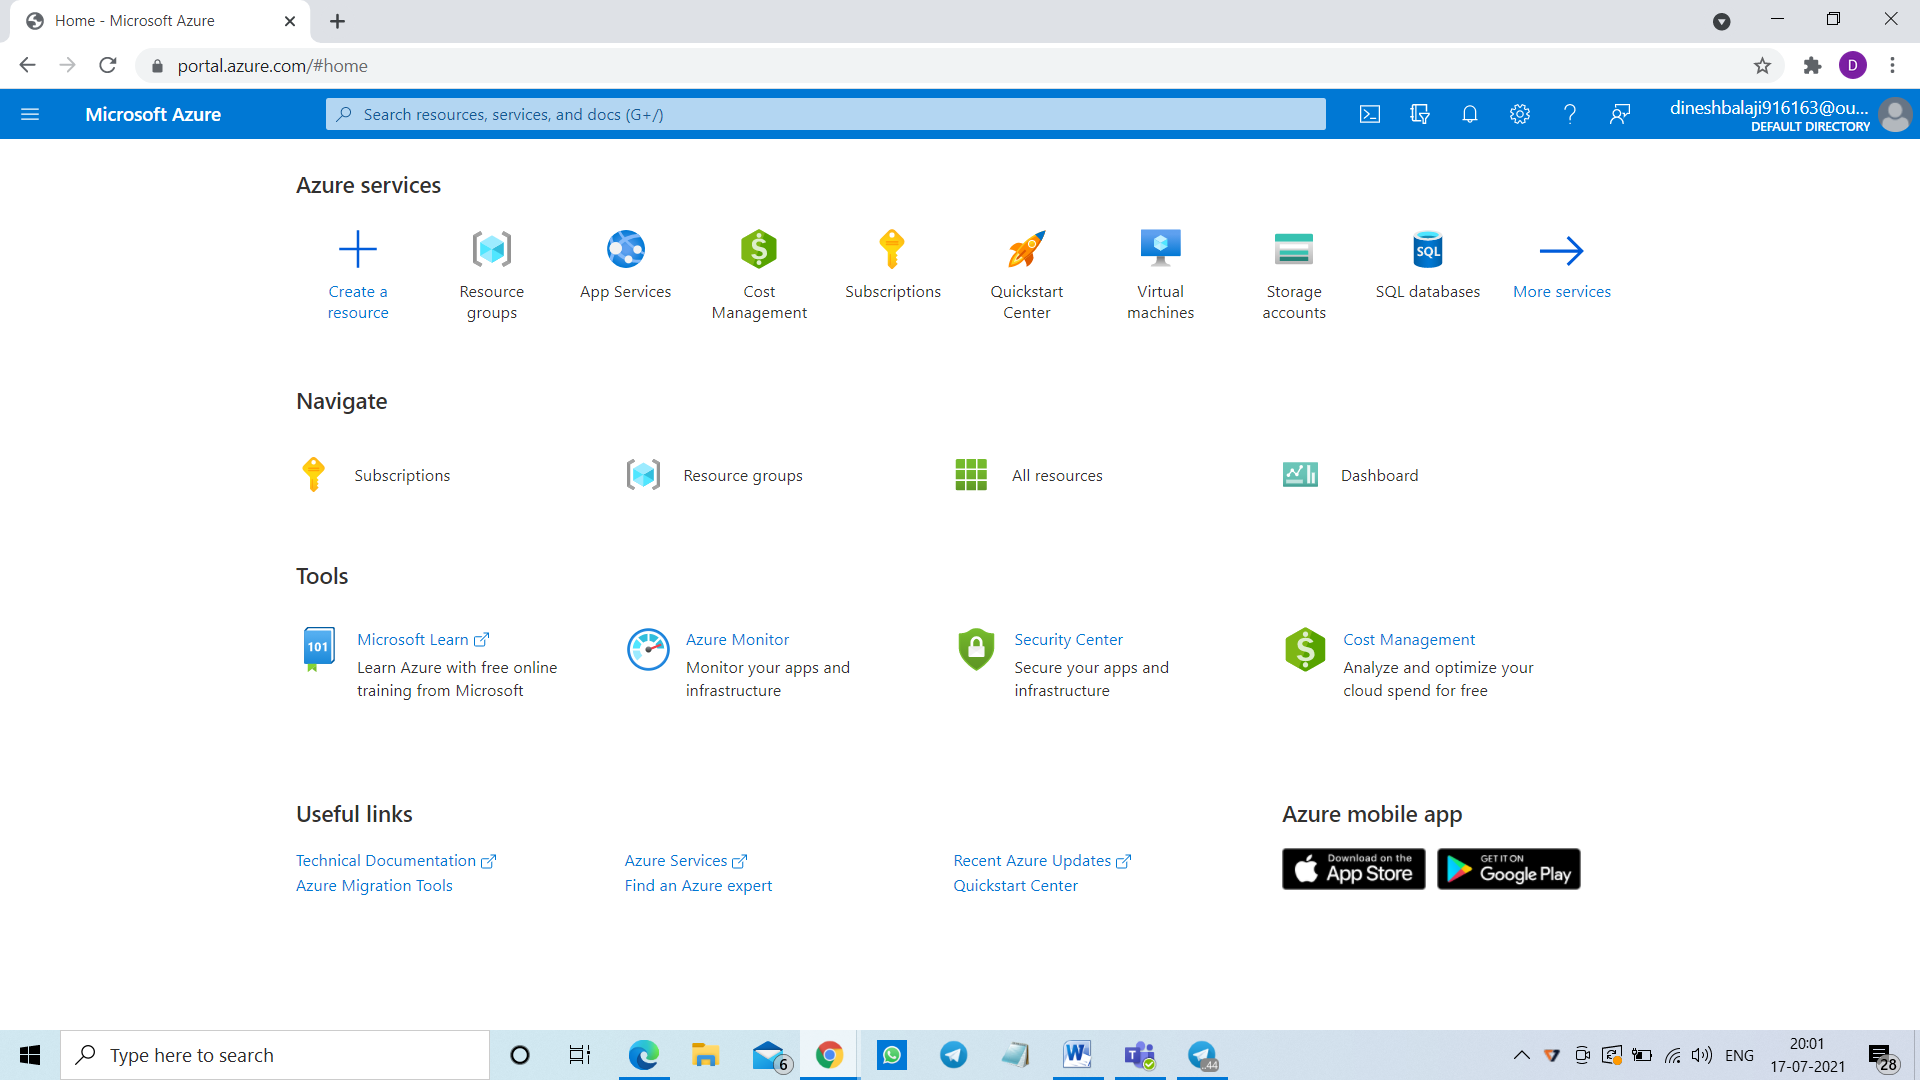 Home - Microsoft Azure
portal.azure.com/#home
D
Microsoft Azure
Search resources, services, and docs (G+/)
dineshbalaji916163@ou...
DEFAULT DIRECTORY
Azure services
Create a
resource
Resource
groups
App Services
Cost
Management
Subscriptions
Quickstart
Center
Virtual
machines
Storage
accounts
SQL
SQL databases
More services
Navigate
Subscriptions
Resource groups
All resources
Dashboard
Tools
101
Microsoft Learn
Learn Azure with free online
training from Microsoft
Azure Monitor
Monitor your apps and
infrastructure
Security Center
Secure your apps and
infrastructure
Cost Management
Analyze and optimize your
cloud spend for free
Useful links
Technical Documentation
Azure Migration Tools
Azure Services
Find an Azure expert
Recent Azure Updates
Quickstart Center
Azure mobile app
Download on the
App Store
GET IT ON
Google Play
Type here to search
6
W
T
44
ENG
20:01
17-07-2021
28